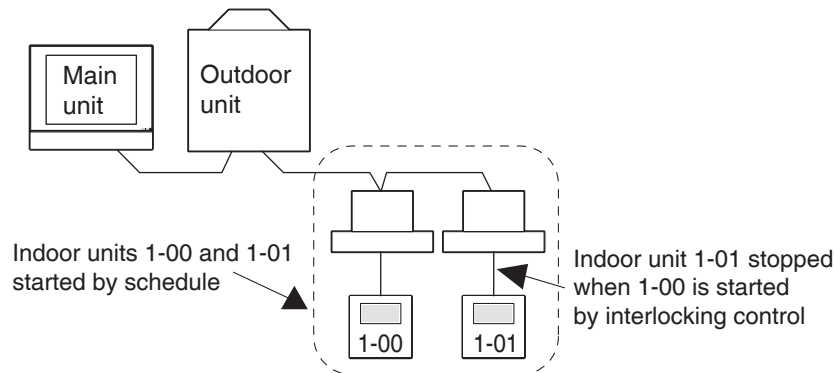 Main
unit
Outdoor
unit
Indoor units 1-00 and 1-01
started by schedule
Indoor unit 1-01 stopped
when 1-00 is started
by interlocking control
1-00
1-01